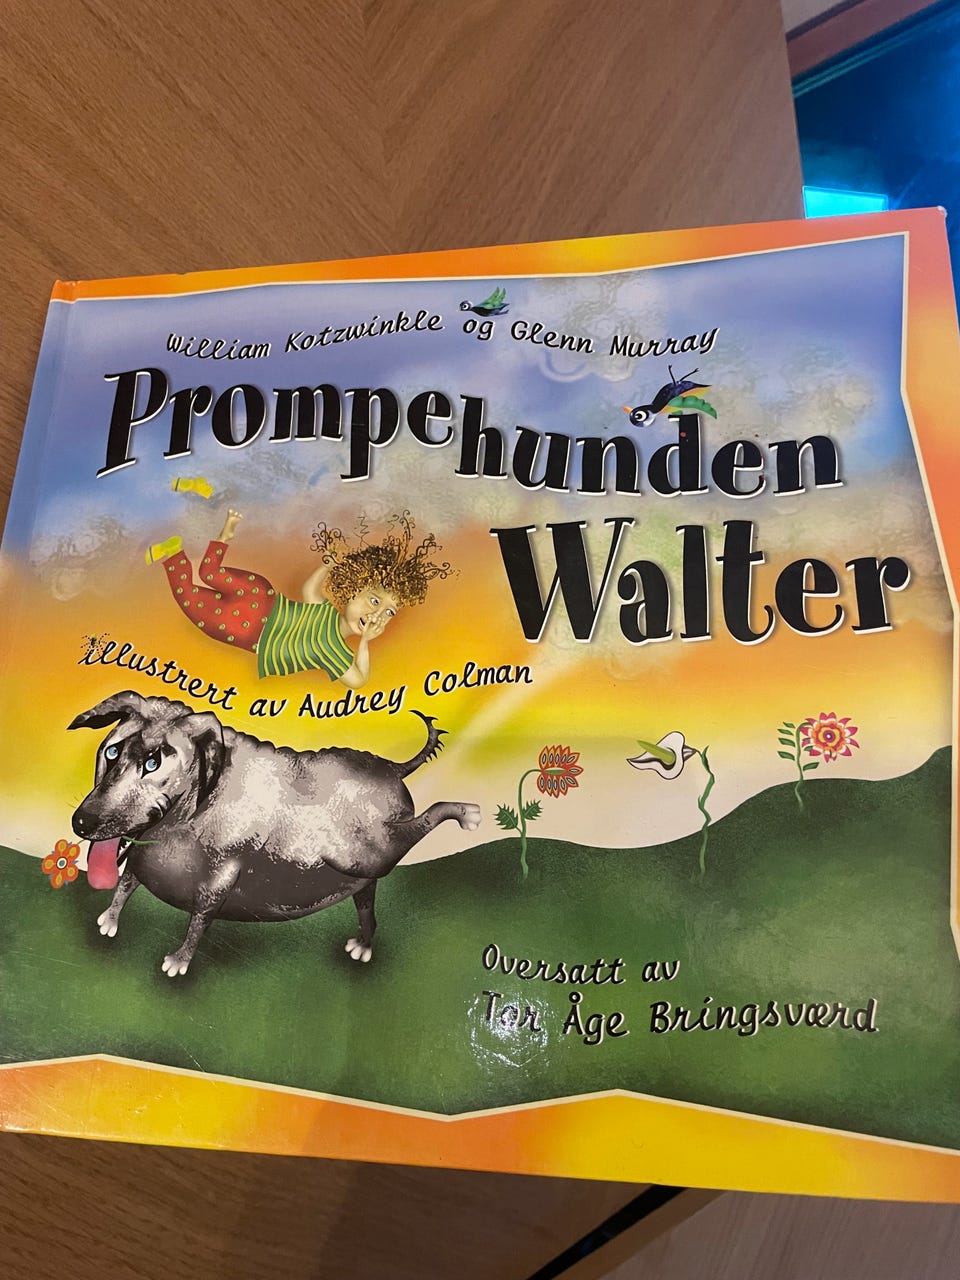 William Kotzwinkle og Glenn Murray
Prompehunden
Walter
illustrert av Audrey Colman
Oversatt av
Tor Åge Bringsværd